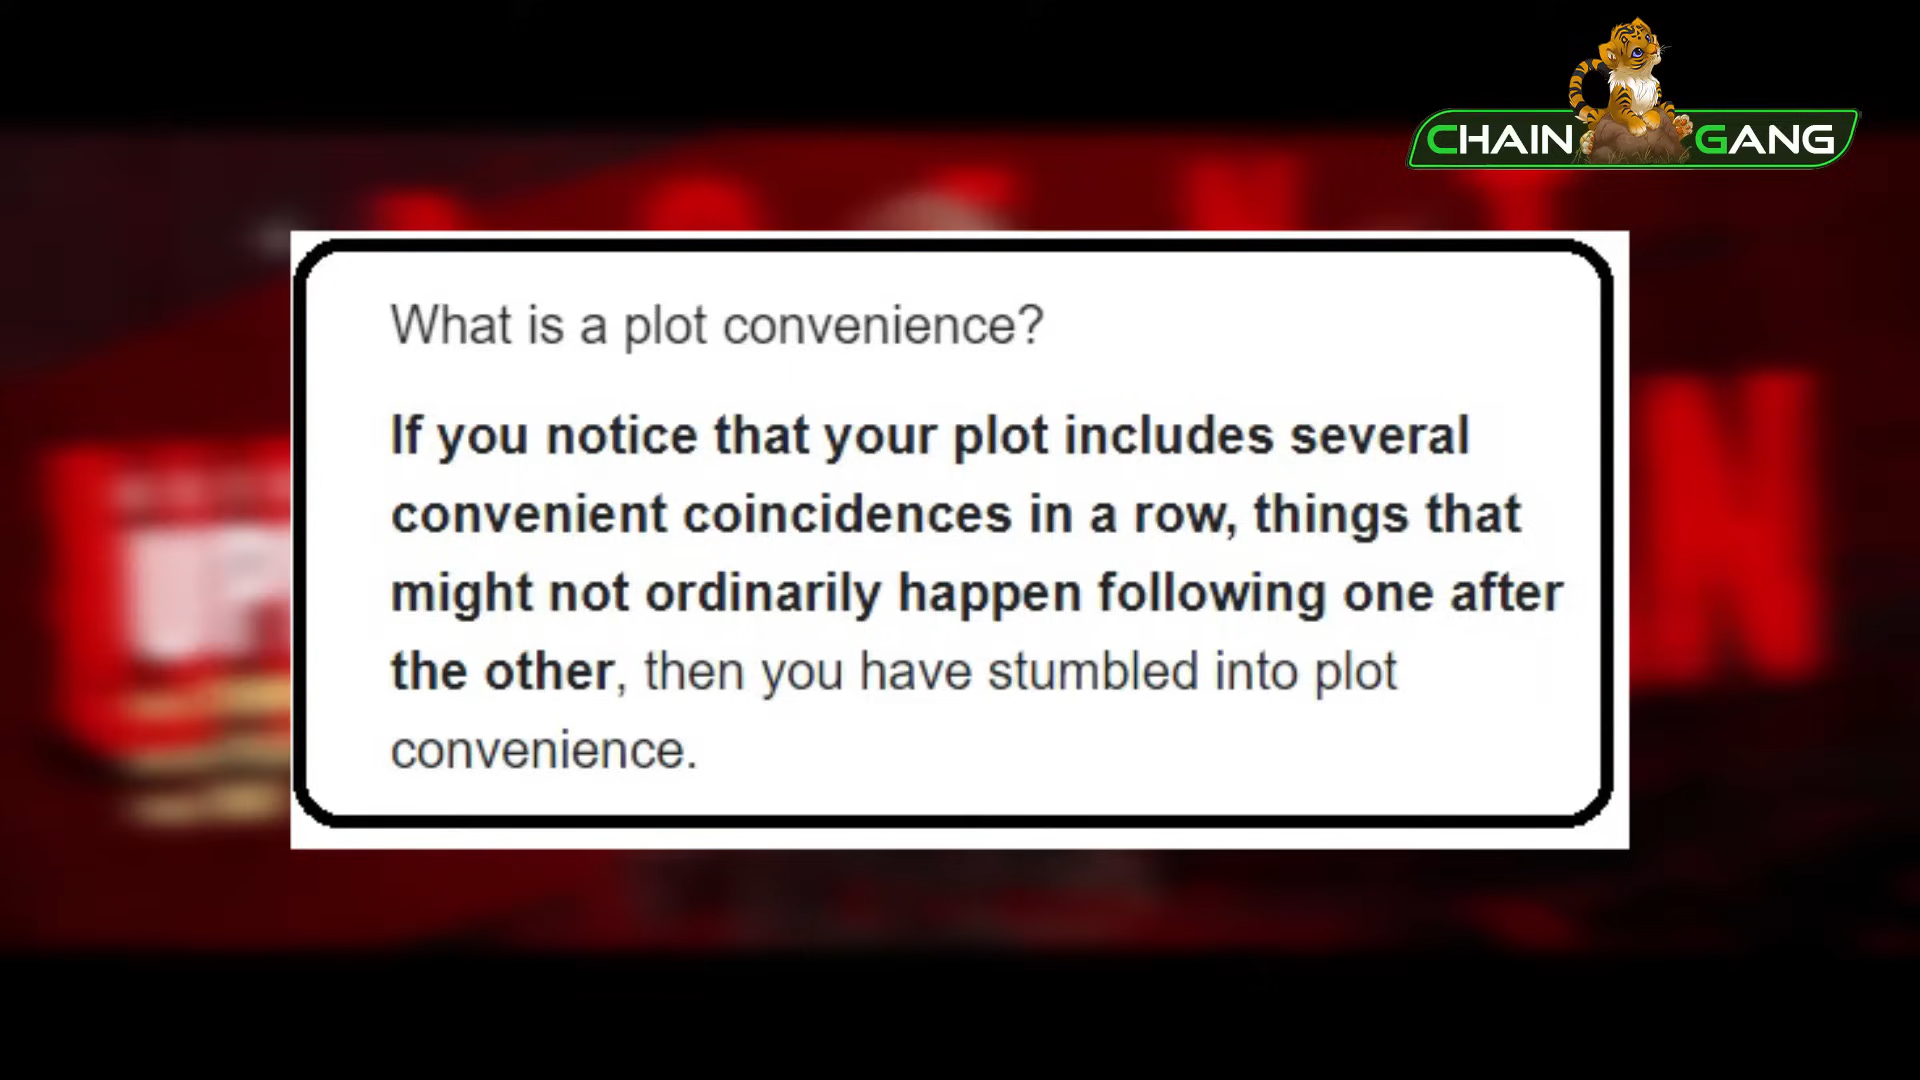 CHAIN GANG
What is a plot convenience?
If you notice that your plot includes several
convenient coincidences in a row, things that
might not ordinarily happen following one after
the other, then you have stumbled into plot
convenience.